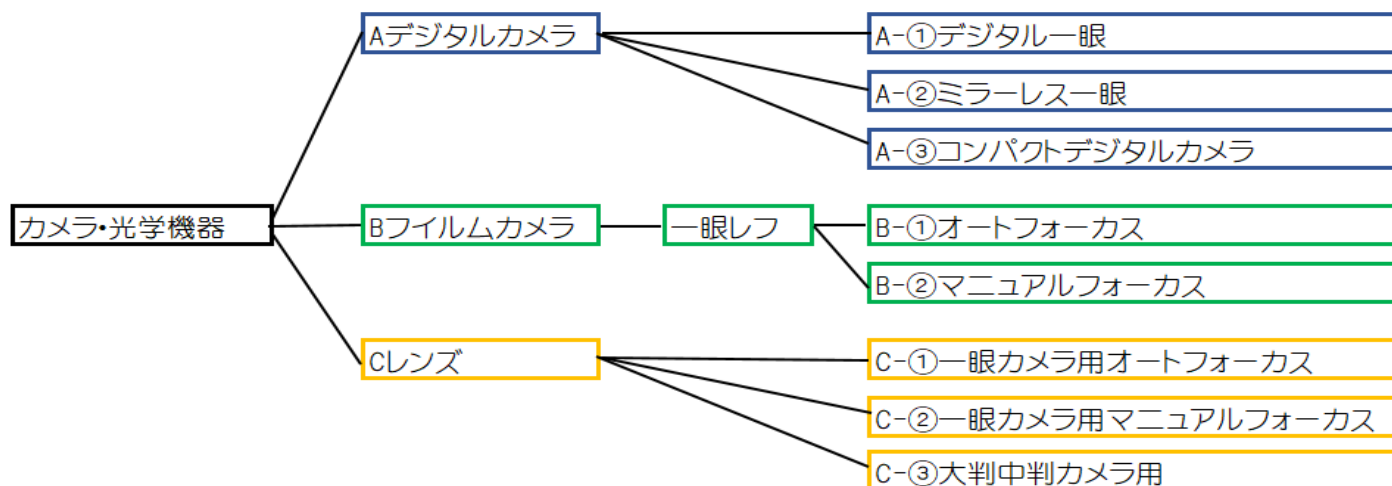 Aデジタルカメラ
A-①デジタル一眼
A-②ミラーレス一眼
A-③コンパクトデジタルカメラ
カメラ・光学機器
Bフイルムカメラ
一眼レフ
B-①オートフォーカス
B-②マニュアルフォーカス
Cレンズ
C-①一眼カメラ用オートフォーカス
C-②一眼カメラ用マニュアルフォーカス
C-③大判中判カメラ用